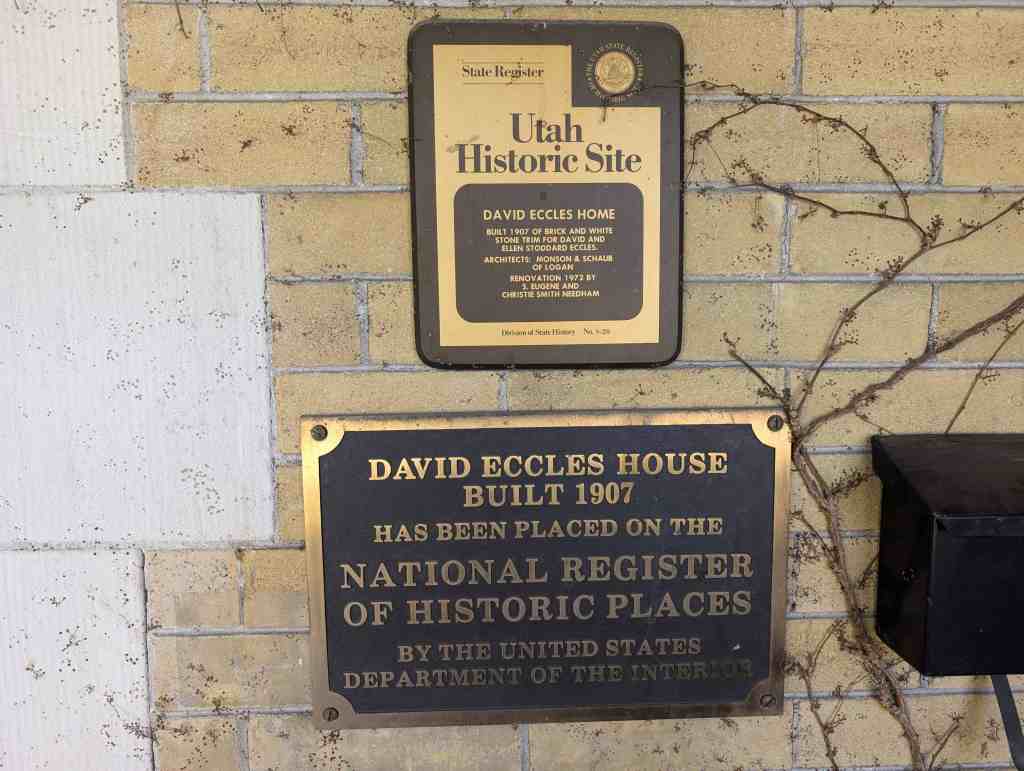 State Register
Utah
Historic Site
DAVID ECCLES HOME
BUILT 1907 OF BRICK AND WHITE
STONE TRIM FOR DAVID AND
ELLEN STODDARD ECCLES.
ARCHITECTS: MONSON & SCHAUB
OF LOGAN
RENOVATION 1972 BY
S. EUGENE AND
CHRISTIE SMITH NEEDHAM
Division of State History No.
DAVID ECCLES HOUSE
BUILT 1907
HAS BEEN PLACED ON THE
NATIONAL REGISTER
OF HISTORIC PLACES
BY THE UNITED STATES
DEPARTMENT OF THE INTERIOR